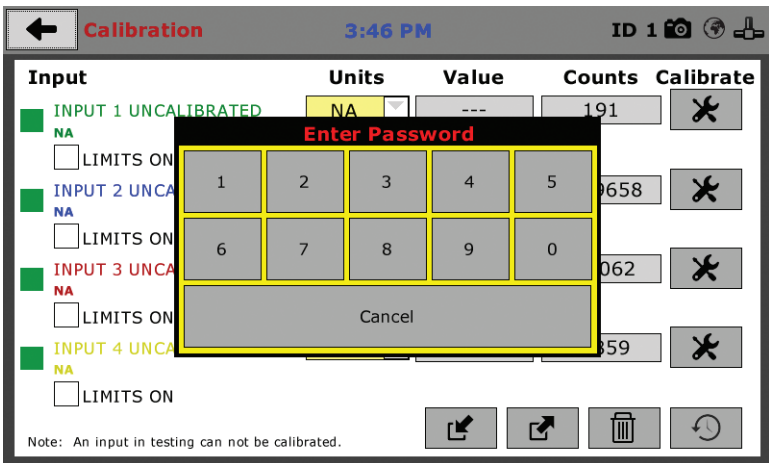 Calibration 3:46 PM ID 1
Input Units Value Counts Calibrate
INPUT 1 UNCALIBRATED NA --- 191
NA
Enter Password
LIMITS ON
1 2 3 4 5
INPUT 2 UNCA 9658
NA
LIMITS ON
6 7 8 9 0
INPUT 3 UNCA 062
NA
LIMITS ON
Cancel
INPUT 4 UNCA 359
NA
LIMITS ON
Note: An input in testing can not be calibrated.